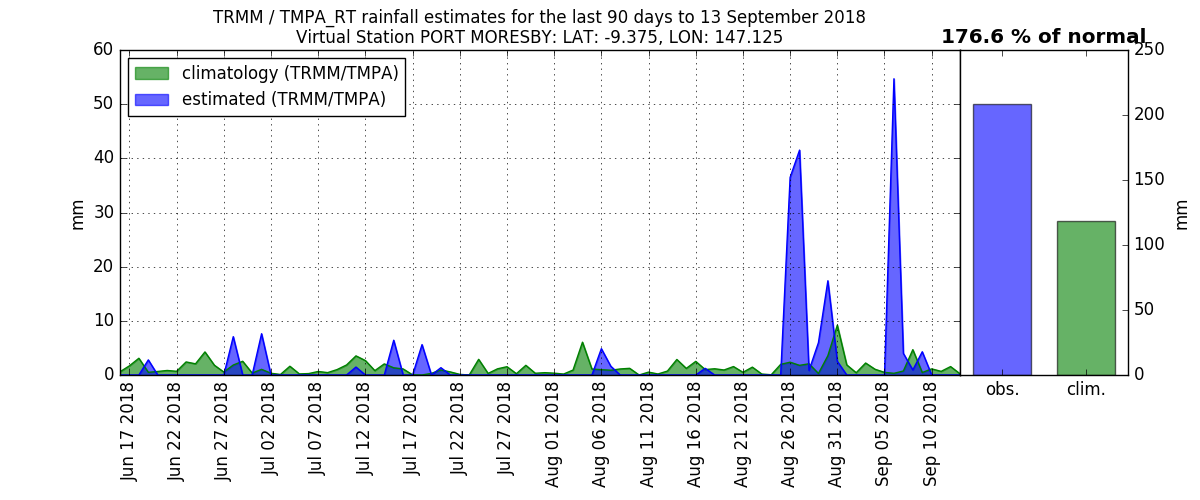 TRMM / TMPA_RT rainfall estimates for the last 90 days to 13 September 2018
Virtual Station PORT MORESBY: LAT: -9.375, LON: 147.125
176.6 % of normal
climatology (TRMM/TMPA)
estimated (TRMM/TMPA)
60
50
40
30
20
10
0
mm
Jun 17 2018
Jun 22 2018
Jun 27 2018
Jul 02 2018
Jul 07 2018
Jul 12 2018
Jul 17 2018
Jul 22 2018
Jul 27 2018
Aug 01 2018
Aug 06 2018
Aug 11 2018
Aug 16 2018
Aug 21 2018
Aug 26 2018
Aug 31 2018
Sep 05 2018
Sep 10 2018
obs.
clim.
250
200
150
100
50
0
mm